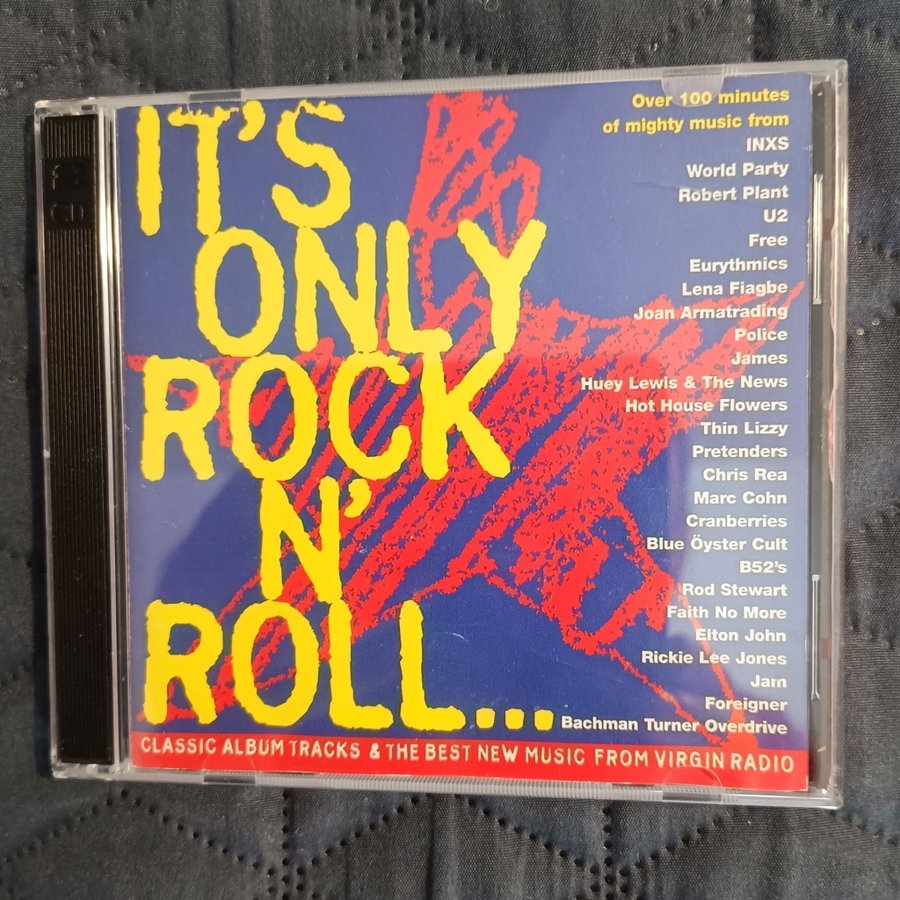 IT'S
ONLY
ROCK
N'
ROLL...
Over 100 minutes
of mighty music from
INXS
World Party
Robert Plant
U2
Free
Eurythmics
Lena Fiagbe
Joan Armatrading
Police
James
Huey Lewis & The News
Hot House Flowers
Thin Lizzy
Pretenders
Chris Rea
Marc Cohn
Cranberries
Blue Öyster Cult
B52's
Rod Stewart
Faith No More
Elton John
Rickie Lee Jones
Jam
Foreigner
Bachman Turner Overdrive
CLASSIC ALBUM TRACKS & THE BEST NEW MUSIC FROM VIRGIN RADIO